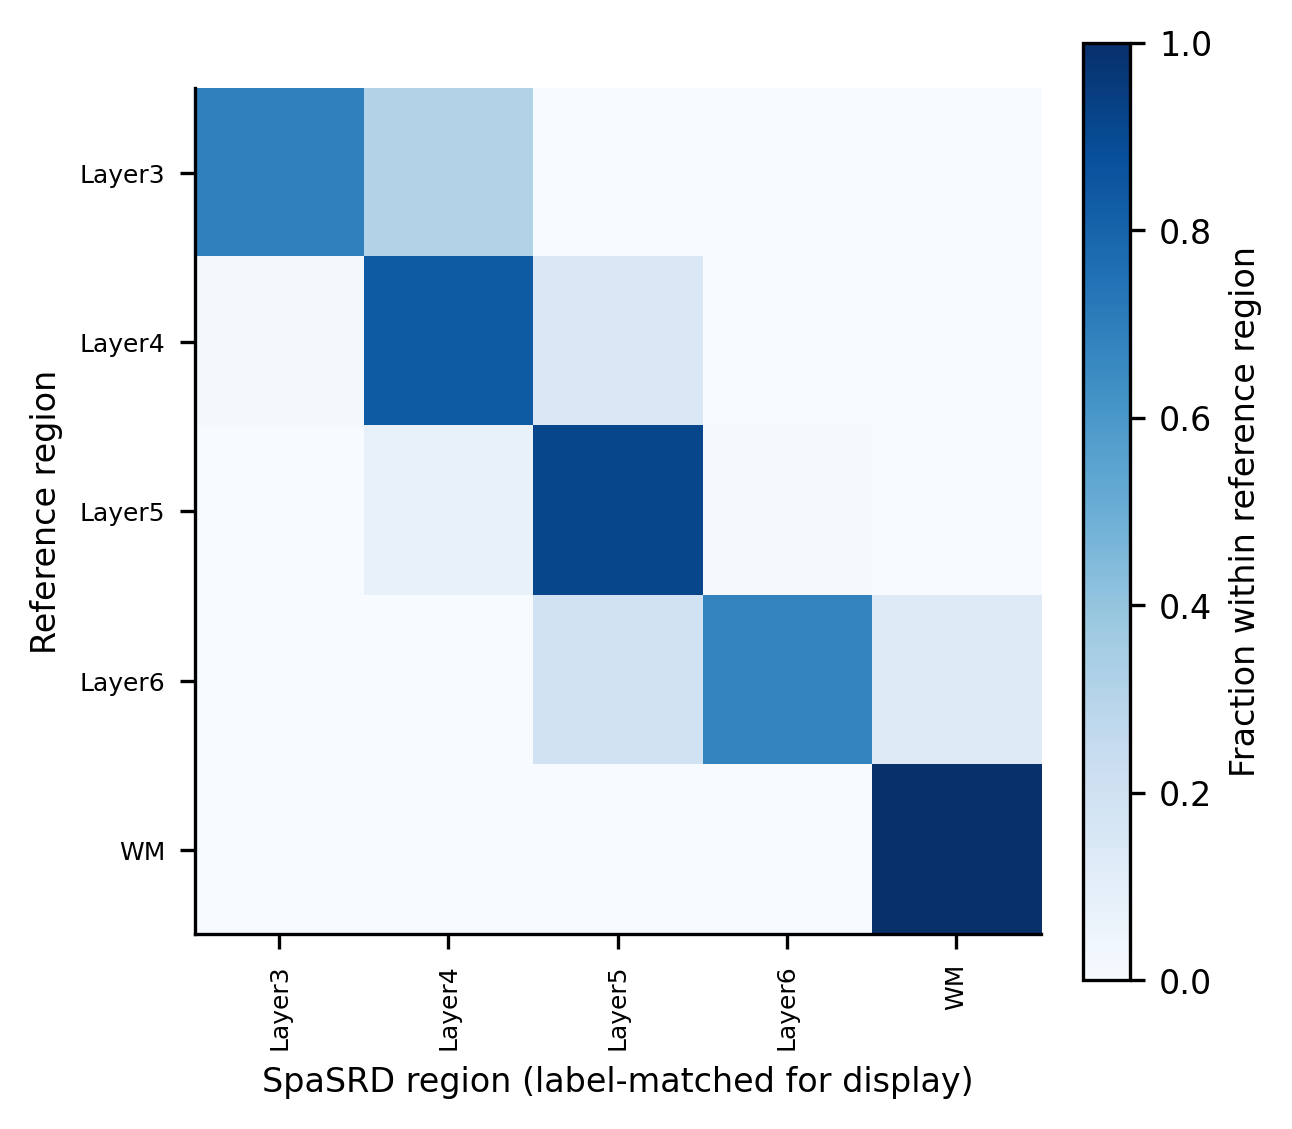 Reference region
Layer3
Layer4
Layer5
Layer6
WM
Layer3
Layer4
Layer5
Layer6
WM
SpaSRD region (label-matched for display)
1.0
0.8
0.6
0.4
0.2
0.0
Fraction within reference region